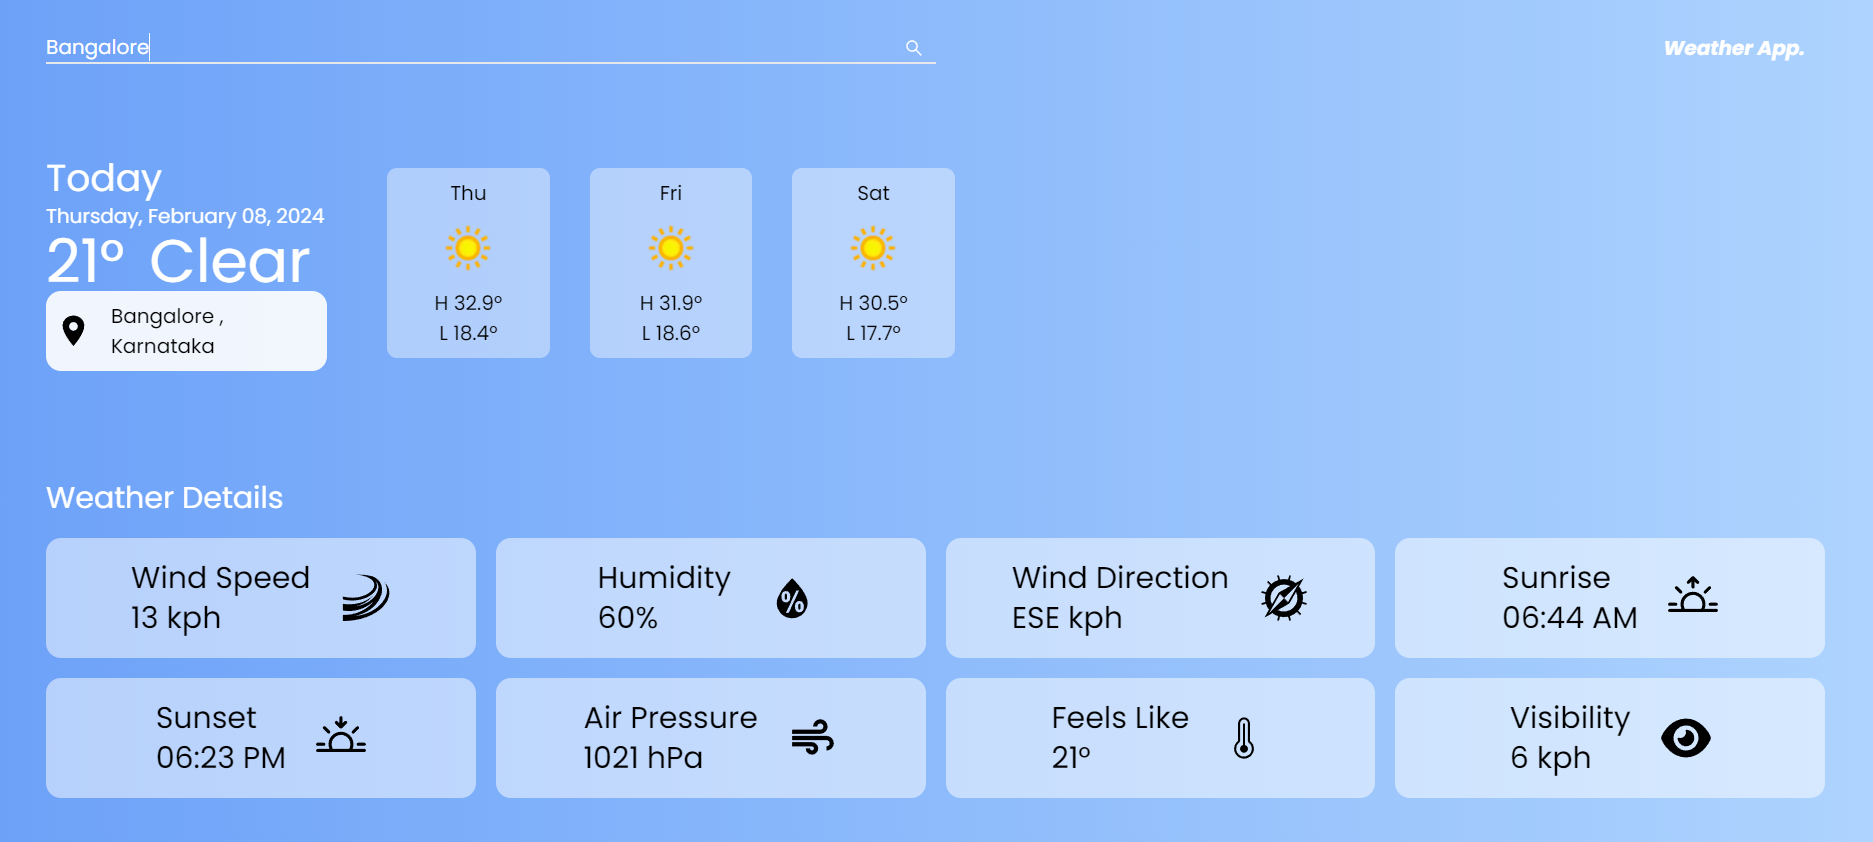 Bangalore
Weather App.
Today
Thursday, February 08, 2024
21° Clear
Bangalore ,
Karnataka
Thu
H 32.9°
L 18.4°
Fri
H 31.9°
L 18.6°
Sat
H 30.5°
L 17.7°
Weather Details
Wind Speed
13 kph
Humidity
60%
%
Wind Direction
ESE kph
Sunrise
06:44 AM
Sunset
06:23 PM
Air Pressure
1021 hPa
Feels Like
21°
Visibility
6 kph